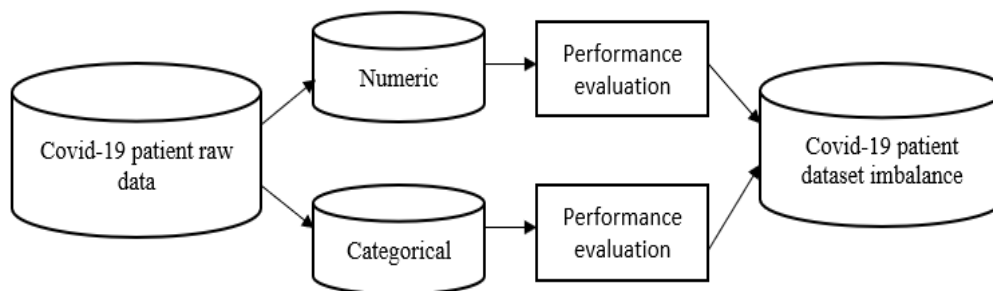 Covid-19 patient raw
data
Numeric
Performance
evaluation
Categorical
Performance
evaluation
Covid-19 patient
dataset imbalance